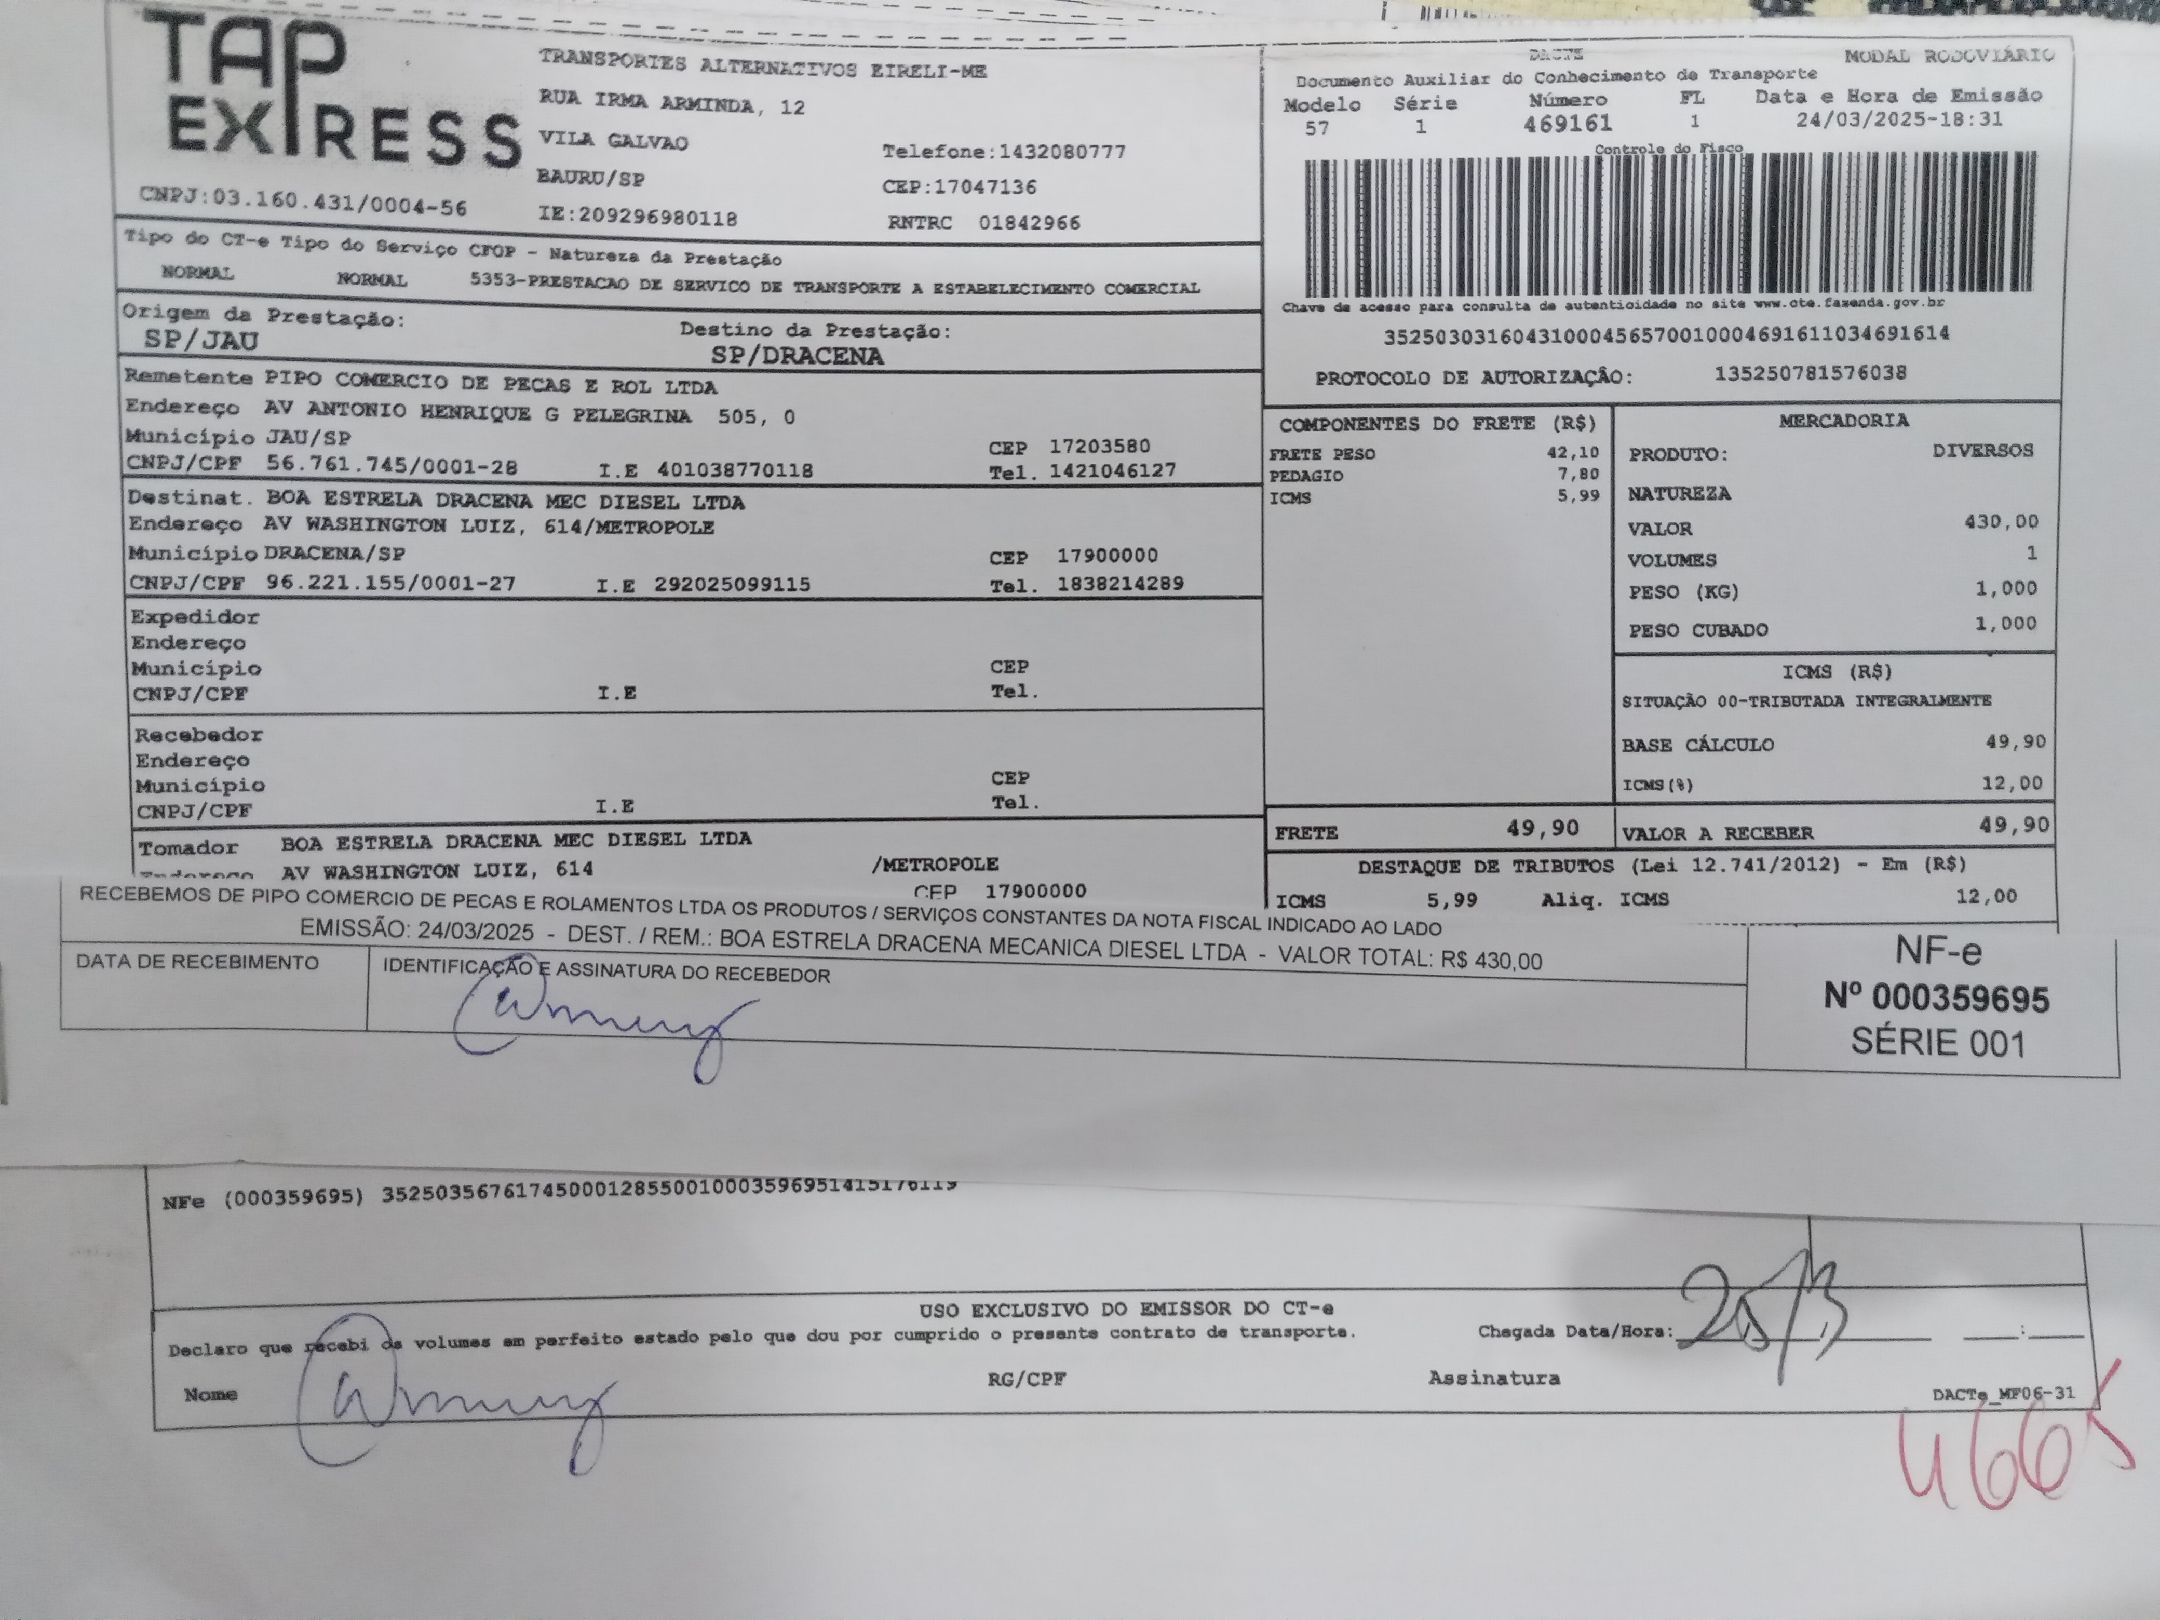 TAP
EXPRESS
CNPJ:03.160.431/0004-56
TRANSPORTES ALTERNATIVOS EIRELI-ME
RUA IRMA ARMINDA, 12
VILA GALVAO
Telefone:1432080777
BAURU/SP
CEP:17047136
IE:209296980118
RNTRC 01842966
DACTE MODAL RODOVIÁRIO
Documento Auxiliar do Conhecimento de Transporte
Modelo Série Número FL Data e Hora de Emissão
57 1 469161 1 24/03/2025-18:31
Controle do Fisco
Chave de acesso para consulta de autenticidade no site www.cte.fazenda.gov.br
35250303160431000456570010004691611034691614
PROTOCOLO DE AUTORIZAÇÃO: 135250781576038
Tipo do CT-e Tipo do Serviço CFOP - Natureza da Prestação
NORMAL NORMAL 5353-PRESTACAO DE SERVICO DE TRANSPORTE A ESTABELECIMENTO COMERCIAL
Origem da Prestação: Destino da Prestação:
SP/JAU SP/DRACENA
Remetente PIPO COMERCIO DE PECAS E ROL LTDA
Endereço AV ANTONIO HENRIQUE G PELEGRINA 505, 0
Município JAU/SP CEP 17203580
CNPJ/CPF 56.761.745/0001-28 I.E 401038770118 Tel. 1421046127
Destinat. BOA ESTRELA DRACENA MEC DIESEL LTDA
Endereço AV WASHINGTON LUIZ, 614/METROPOLE
Município DRACENA/SP CEP 17900000
CNPJ/CPF 96.221.155/0001-27 I.E 292025099115 Tel. 1838214289
Expedidor
Endereço
Município CEP
CNPJ/CPF I.E Tel.
Recebedor
Endereço
Município CEP
CNPJ/CPF I.E Tel.
Tomador BOA ESTRELA DRACENA MEC DIESEL LTDA
Endereço AV WASHINGTON LUIZ, 614 /METROPOLE
CEP 17900000
COMPONENTES DO FRETE (R$)
FRETE PESO 42,10
PEDAGIO 7,80
ICMS 5,99
MERCADORIA
PRODUTO: DIVERSOS
NATUREZA
VALOR 430,00
VOLUMES 1
PESO (KG) 1,000
PESO CUBADO 1,000
ICMS (R$)
SITUAÇÃO 00-TRIBUTADA INTEGRALMENTE
BASE CÁLCULO 49,90
ICMS(%) 12,00
FRETE 49,90 VALOR A RECEBER 49,90
DESTAQUE DE TRIBUTOS (Lei 12.741/2012) - Em (R$)
ICMS 5,99 Aliq. ICMS 12,00
RECEBEMOS DE PIPO COMERCIO DE PECAS E ROLAMENTOS LTDA OS PRODUTOS / SERVIÇOS CONSTANTES DA NOTA FISCAL INDICADO AO LADO
EMISSÃO: 24/03/2025 - DEST. / REM.: BOA ESTRELA DRACENA MECANICA DIESEL LTDA - VALOR TOTAL: R$ 430,00
DATA DE RECEBIMENTO IDENTIFICAÇÃO E ASSINATURA DO RECEBEDOR
NF-e
Nº 000359695
SÉRIE 001
NFe (000359695) 35250356761745000128550010003596951415176119
USO EXCLUSIVO DO EMISSOR DO CT-e
Declaro que recebi os volumes em perfeito estado pelo que dou por cumprido o presente contrato de transporte. Chegada Data/Hora: 25/3 __:__
Nome RG/CPF Assinatura
DACTe_MF06-31